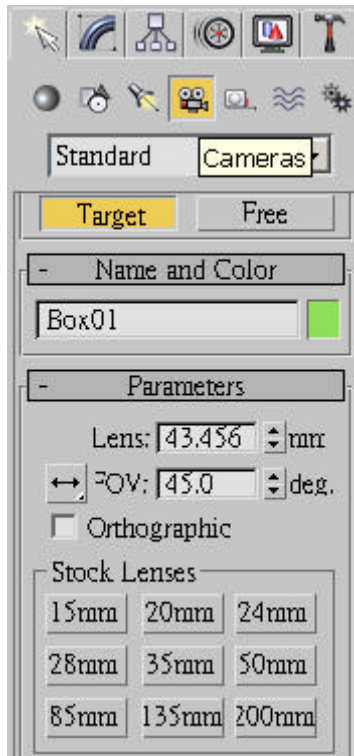 Standard Cameras
Target Free
- Name and Color
Box01
- Parameters
Lens: 43.456 mm
FOV: 45.0 deg.
Orthographic
Stock Lenses
15mm 20mm 24mm
28mm 35mm 50mm
85mm 135mm 200mm